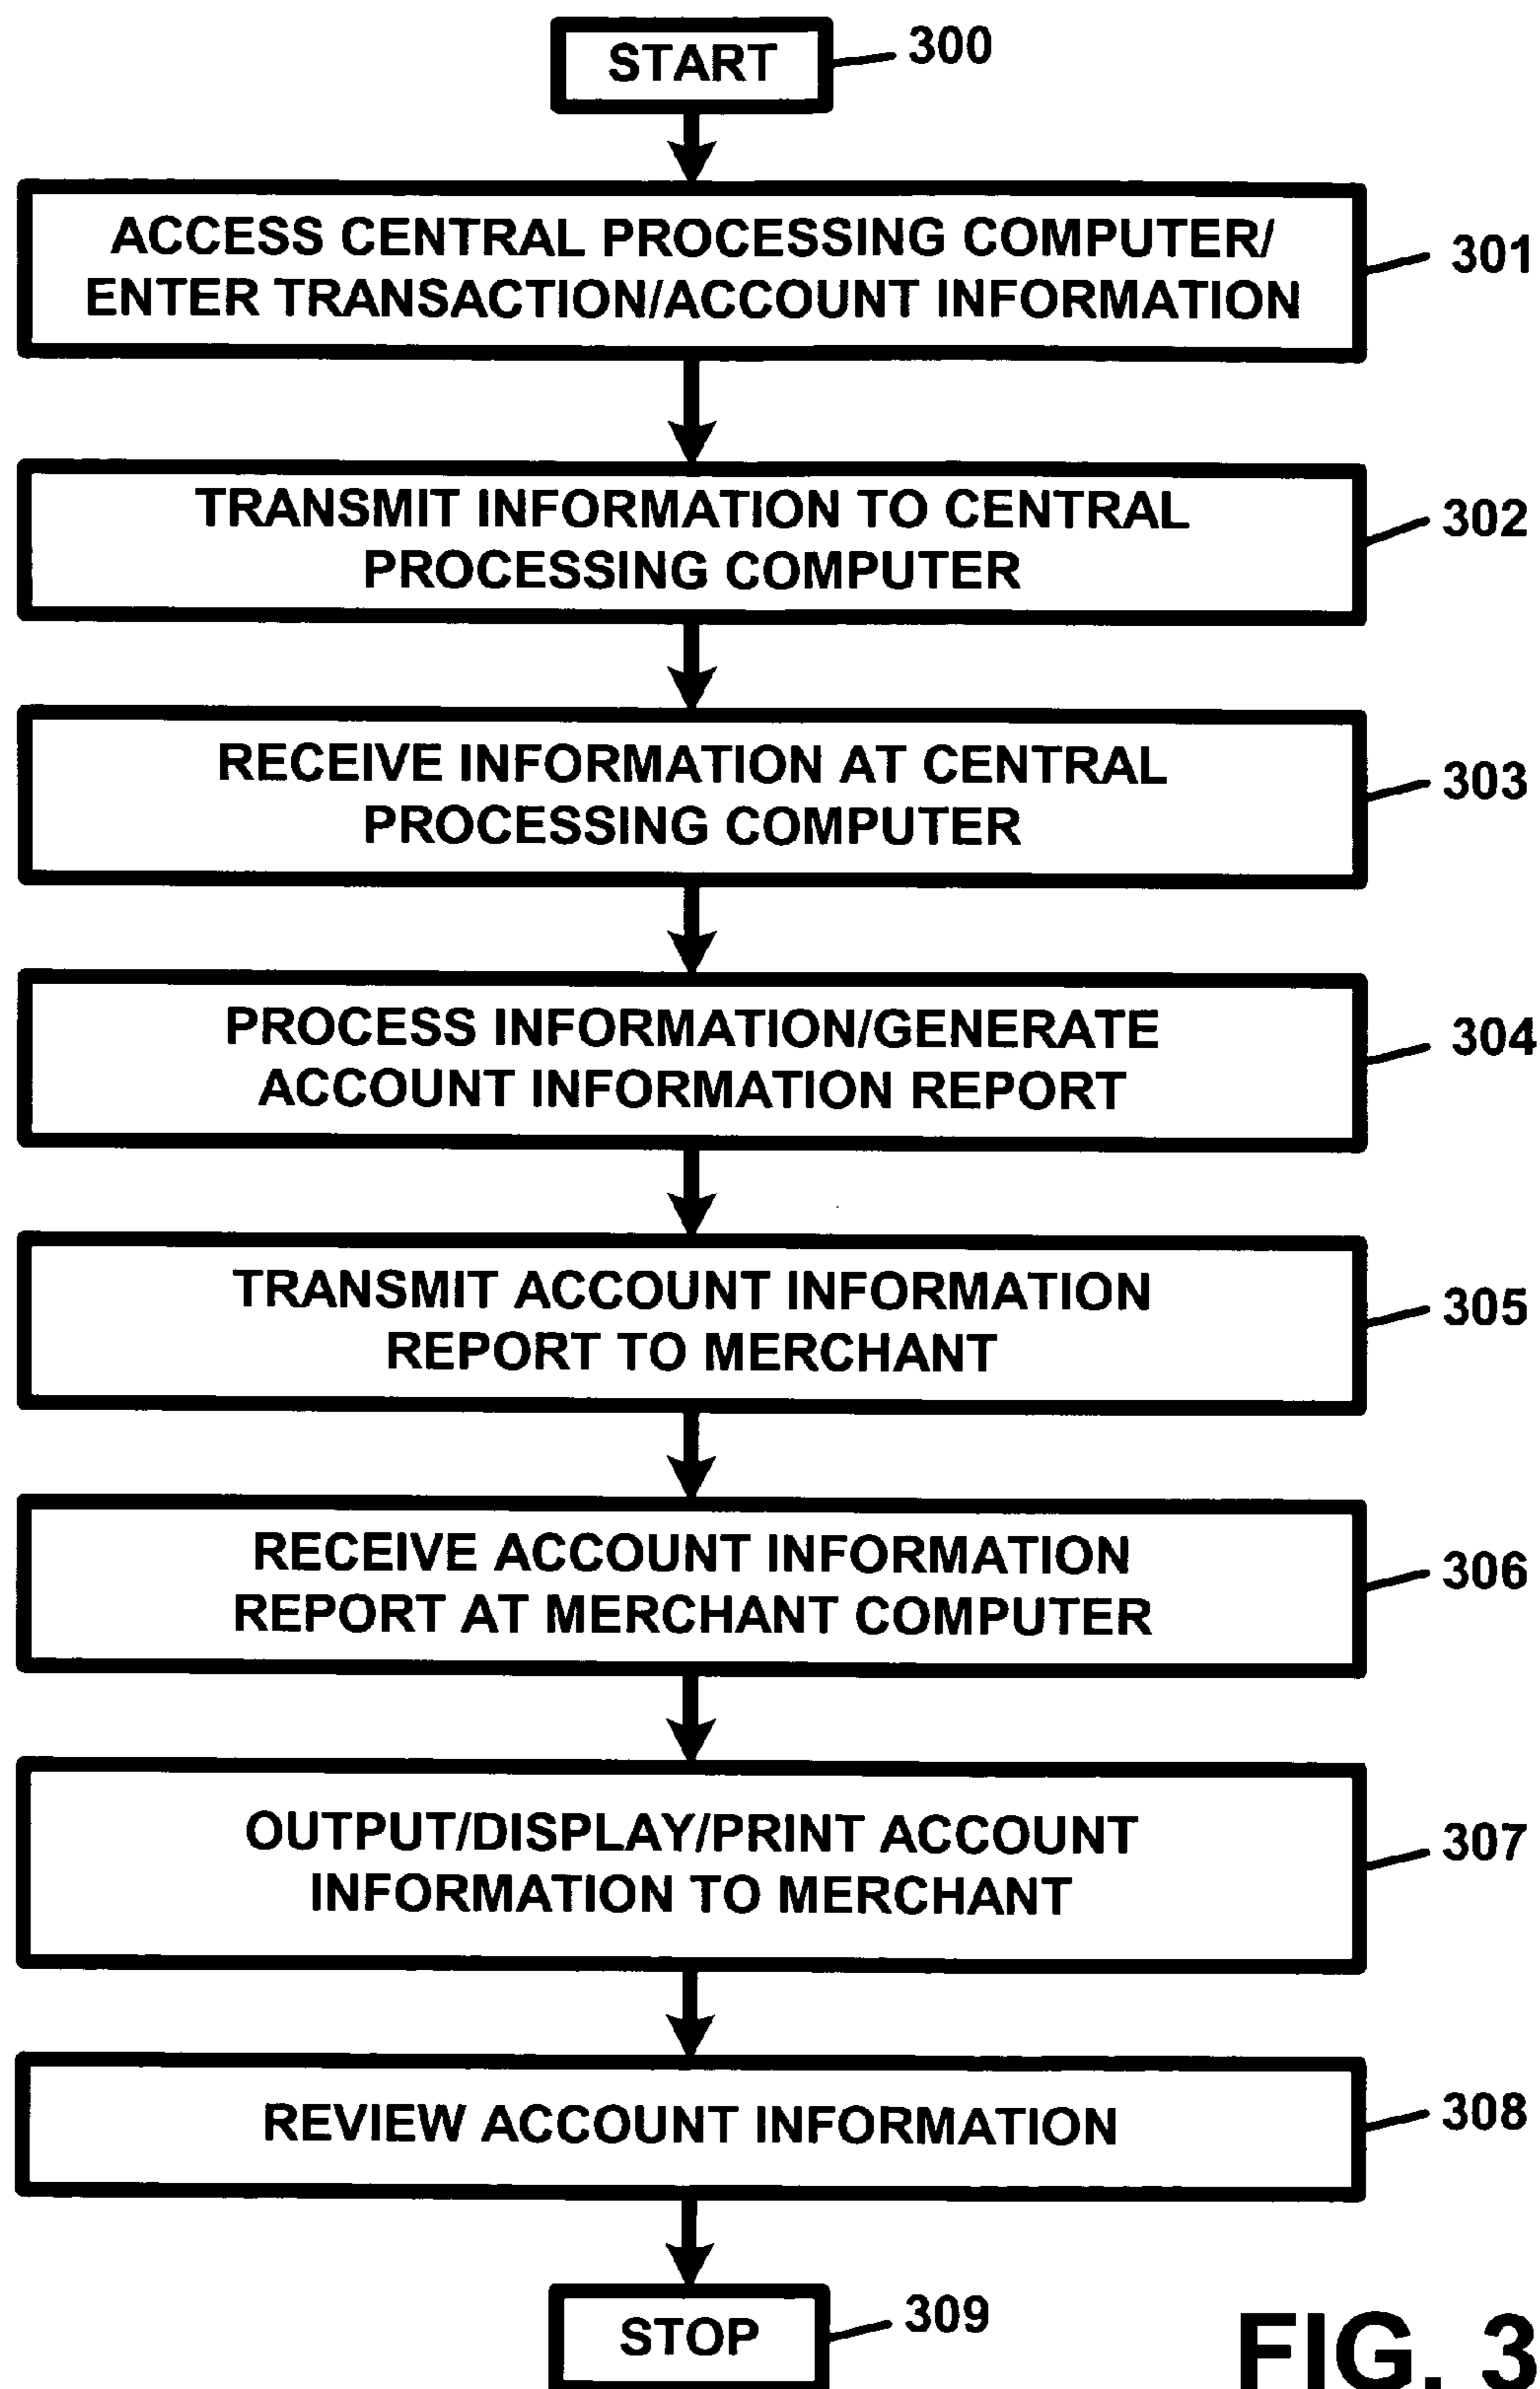 START
300
ACCESS CENTRAL PROCESSING COMPUTER/
ENTER TRANSACTION/ACCOUNT INFORMATION
301
TRANSMIT INFORMATION TO CENTRAL
PROCESSING COMPUTER
302
RECEIVE INFORMATION AT CENTRAL
PROCESSING COMPUTER
303
PROCESS INFORMATION/GENERATE
ACCOUNT INFORMATION REPORT
304
TRANSMIT ACCOUNT INFORMATION
REPORT TO MERCHANT
305
RECEIVE ACCOUNT INFORMATION
REPORT AT MERCHANT COMPUTER
306
OUTPUT/DISPLAY/PRINT ACCOUNT
INFORMATION TO MERCHANT
307
REVIEW ACCOUNT INFORMATION
308
STOP
309
FIG. 3